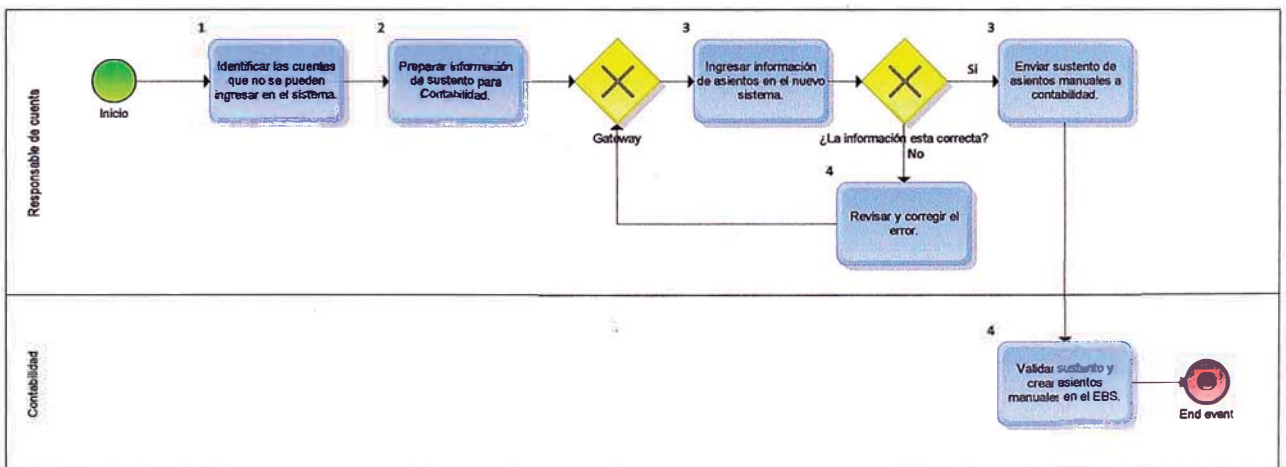 Responsable de cuenta
Inicio
1
Identificar las cuentas
que no se pueden
ingresar en el sistema.
2
Preparar información
de sustento para
Contabilidad.
Gateway
3
Ingresar información
de asientos en el nuevo
sistema.
¿La información esta correcta?
Sí
No
3
Enviar sustento de
asientos manuales a
contabilidad.
4
Revisar y corregir el
error.
Contabilidad
4
Validar sustento y
crear asientos
manuales en el EBS.
End event